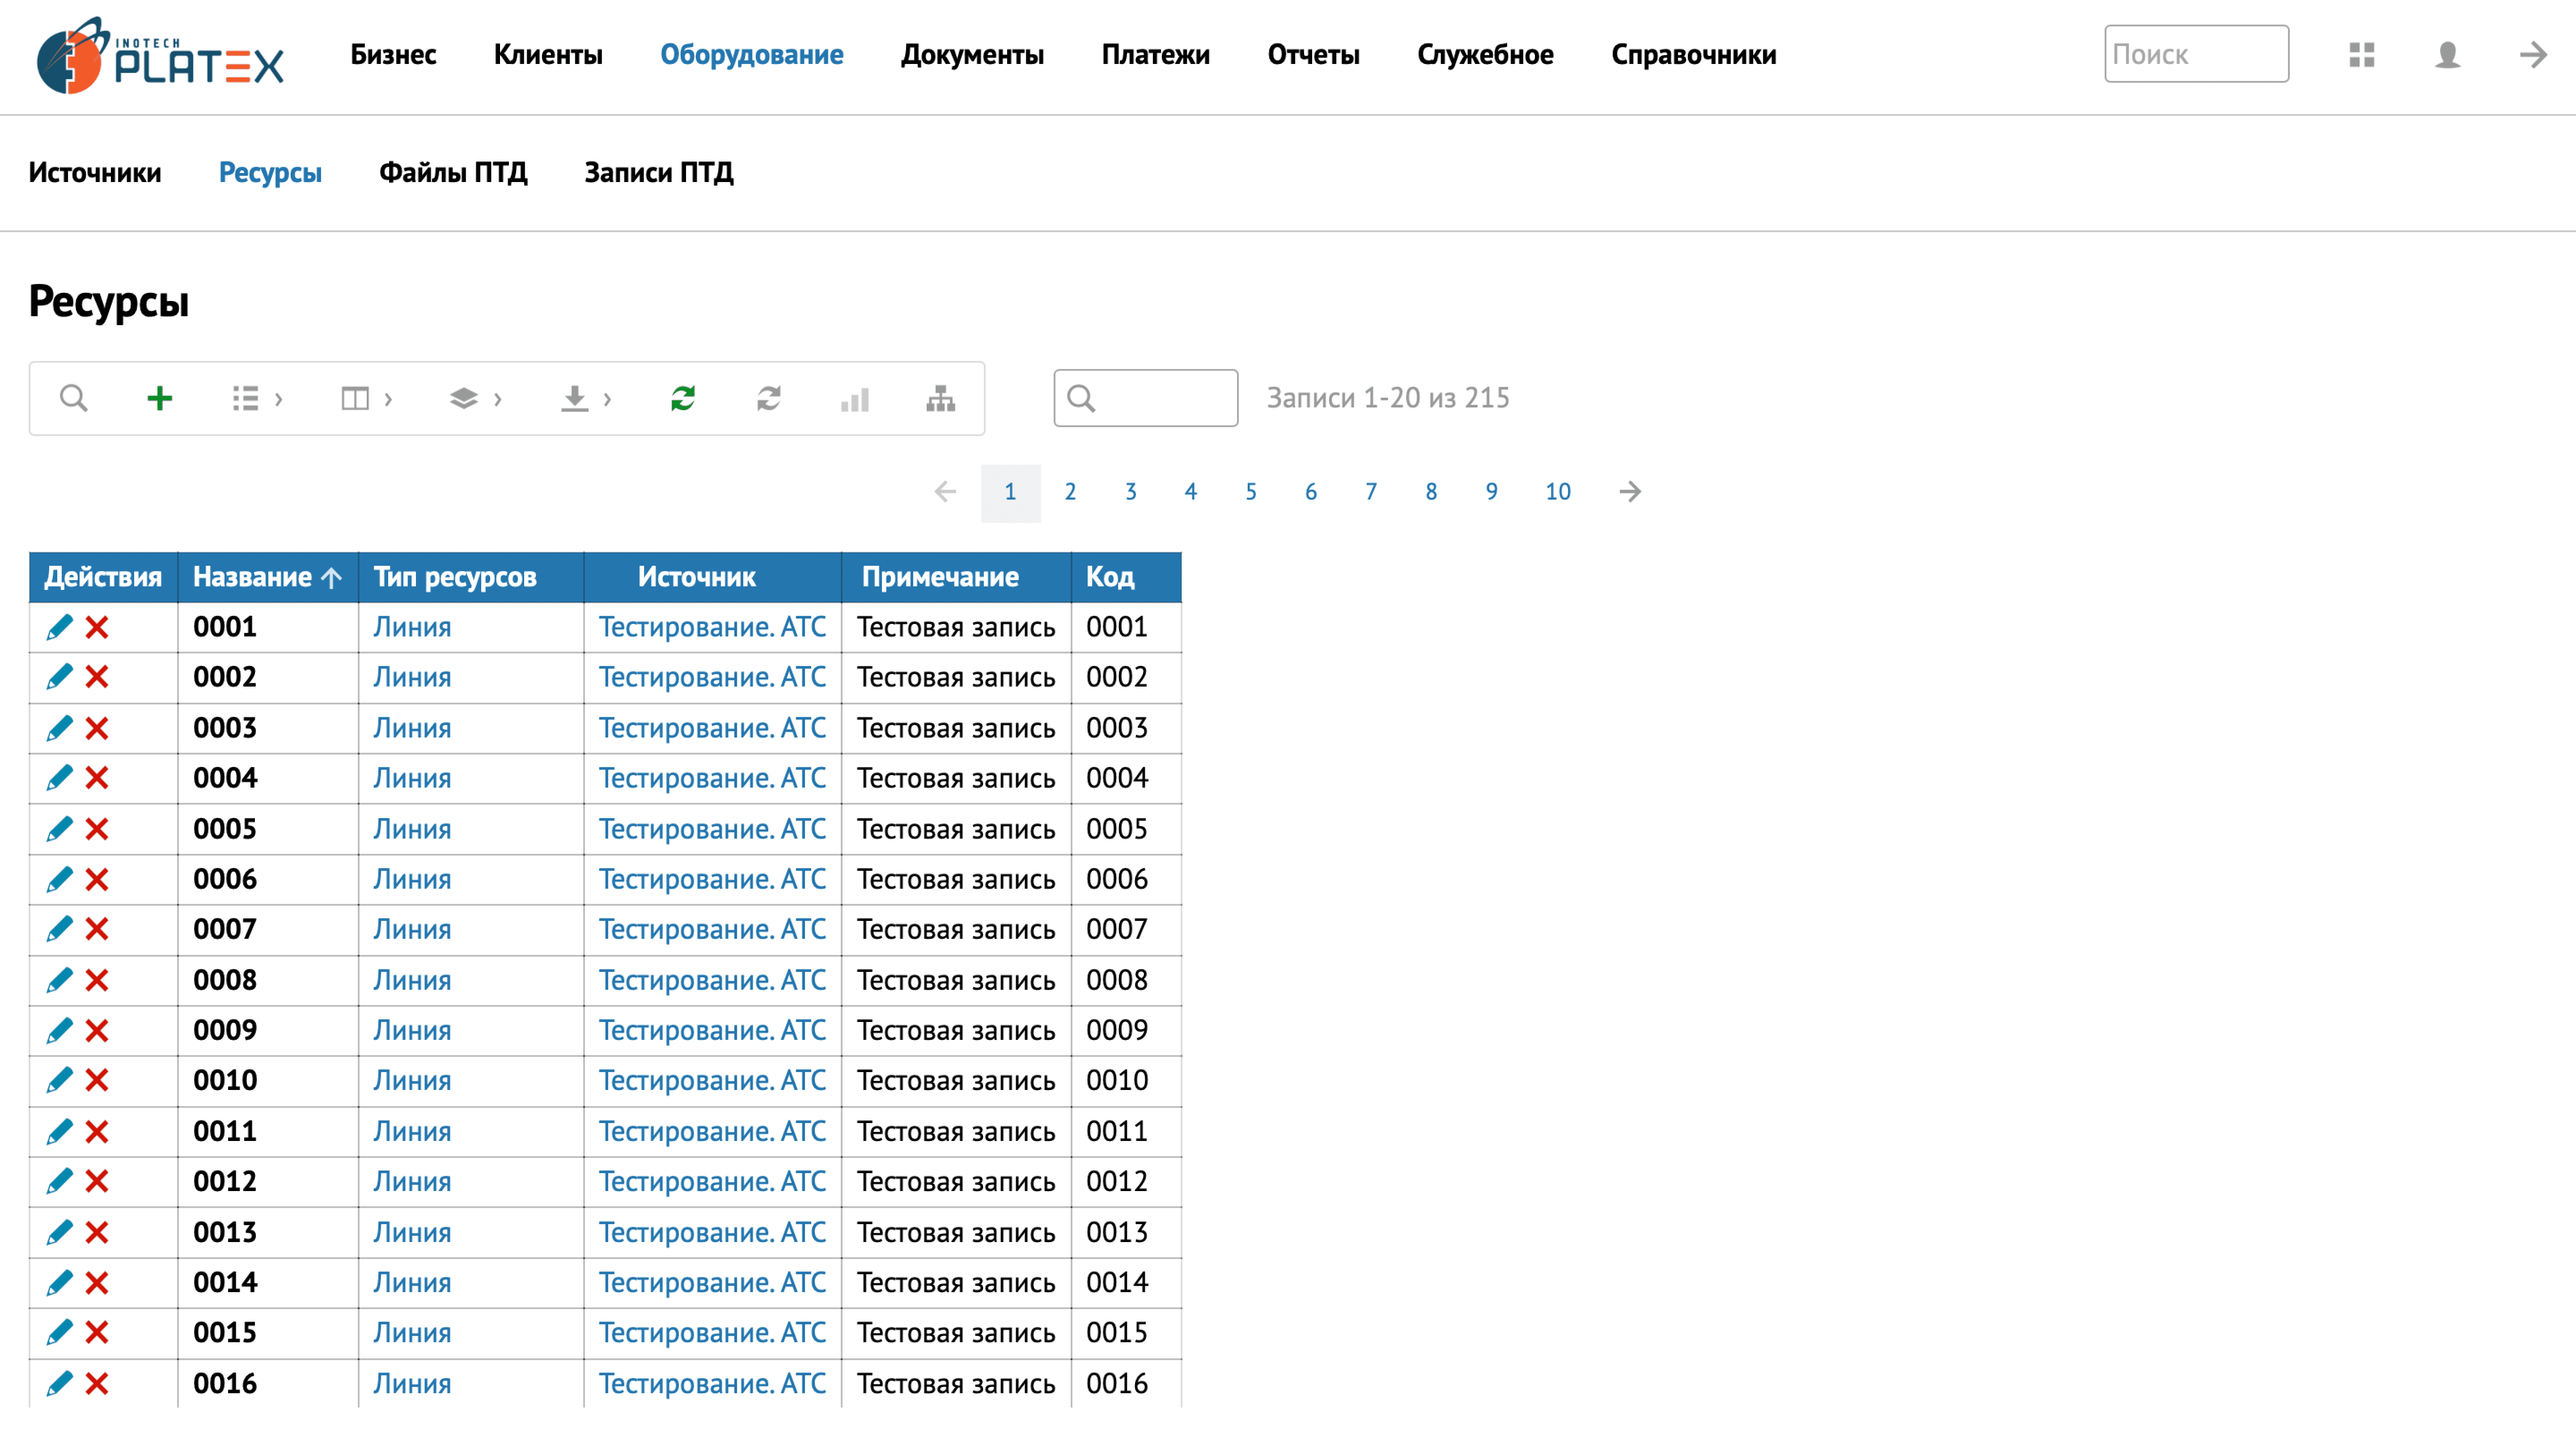 INOTECH
PLATEX
Бизнес Клиенты Оборудование Документы Платежи Отчеты Служебное Справочники Поиск
Источники Ресурсы Файлы ПТД Записи ПТД
Ресурсы
Записи 1-20 из 215
1 2 3 4 5 6 7 8 9 10
Действия Название Тип ресурсов Источник Примечание Код
0001 Линия Тестирование. АТС Тестовая запись 0001
0002 Линия Тестирование. АТС Тестовая запись 0002
0003 Линия Тестирование. АТС Тестовая запись 0003
0004 Линия Тестирование. АТС Тестовая запись 0004
0005 Линия Тестирование. АТС Тестовая запись 0005
0006 Линия Тестирование. АТС Тестовая запись 0006
0007 Линия Тестирование. АТС Тестовая запись 0007
0008 Линия Тестирование. АТС Тестовая запись 0008
0009 Линия Тестирование. АТС Тестовая запись 0009
0010 Линия Тестирование. АТС Тестовая запись 0010
0011 Линия Тестирование. АТС Тестовая запись 0011
0012 Линия Тестирование. АТС Тестовая запись 0012
0013 Линия Тестирование. АТС Тестовая запись 0013
0014 Линия Тестирование. АТС Тестовая запись 0014
0015 Линия Тестирование. АТС Тестовая запись 0015
0016 Линия Тестирование. АТС Тестовая запись 0016